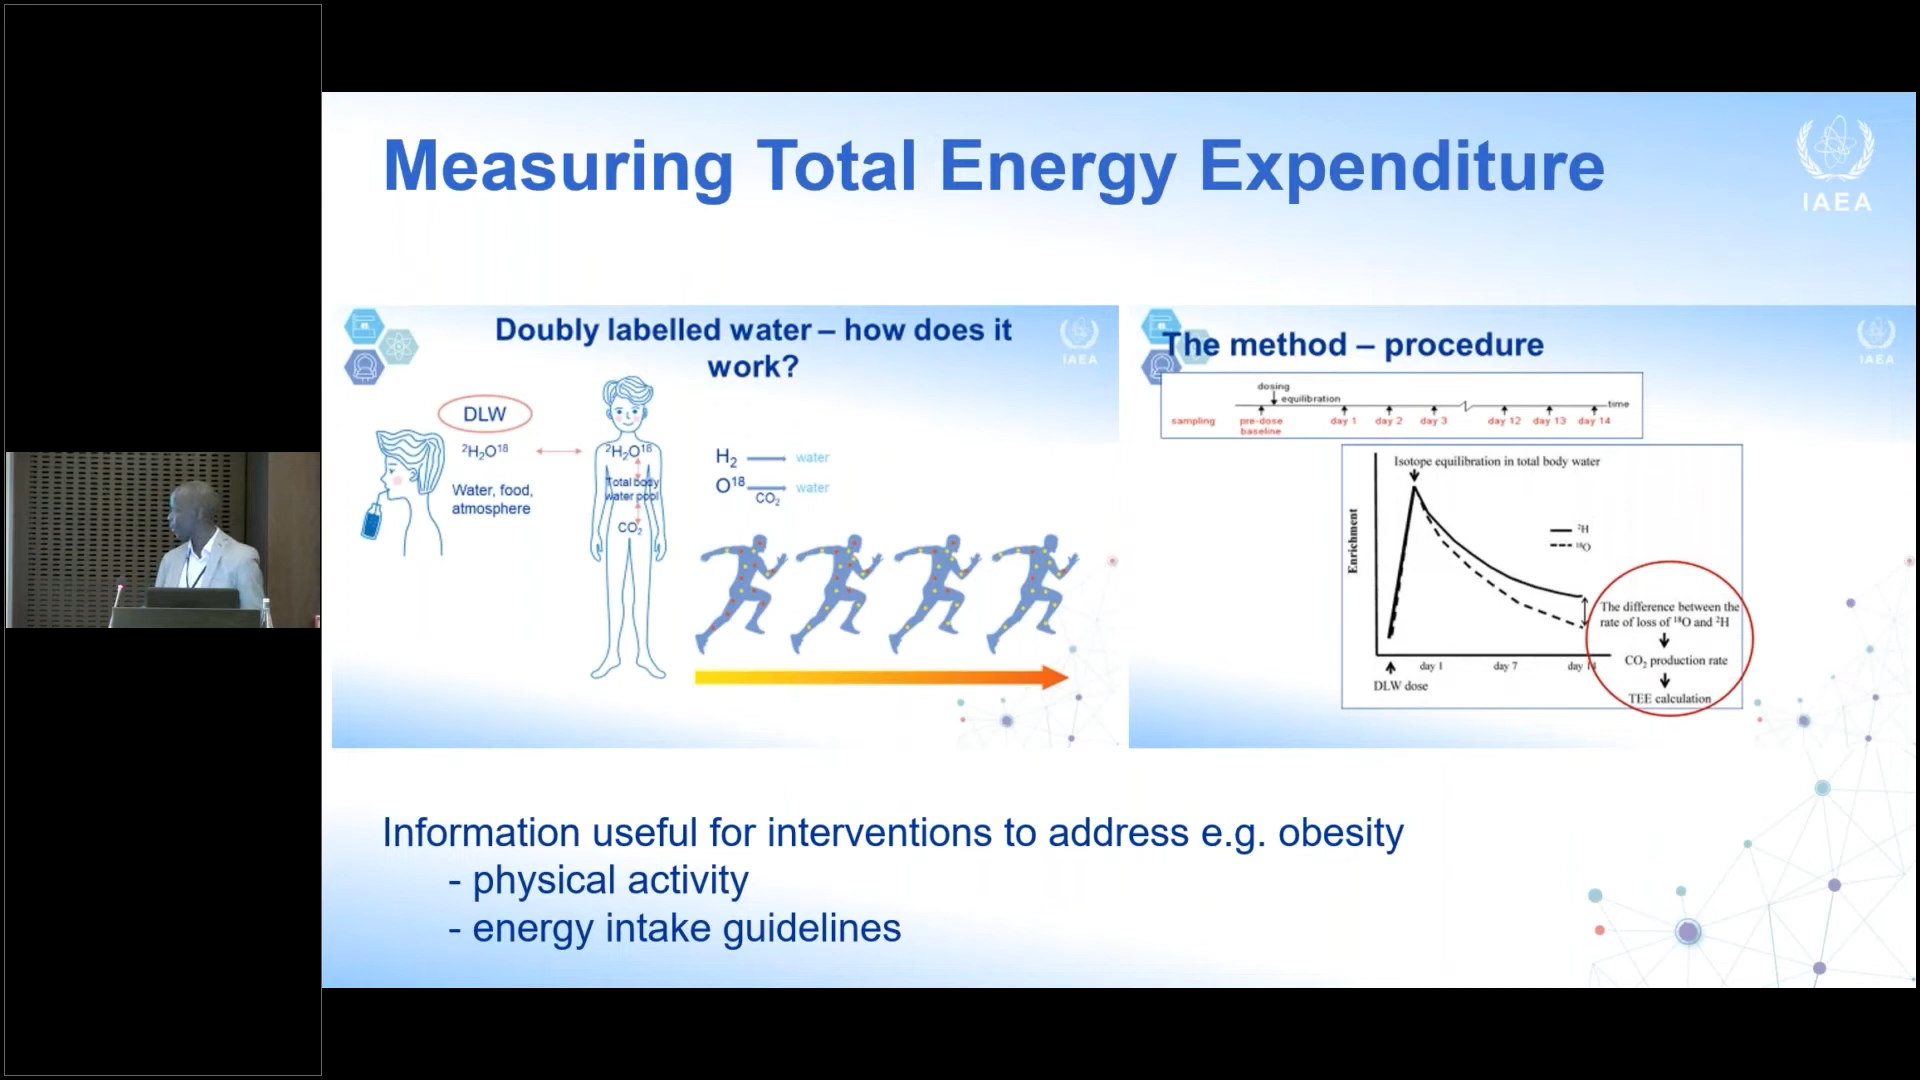 Measuring Total Energy Expenditure
IAEA
Doubly labelled water – how does it
work?
IAEA
DLW
²H₂O¹⁸
Water, food,
atmosphere
²H₂O¹⁸
Total body
water pool
CO₂
H₂
water
O¹⁸
CO₂
water
The method – procedure
IAEA
dosing
equilibration
time
sampling
pre-dose
baseline
day 1
day 2
day 3
day 12
day 13
day 14
Isotope equilibration in total body water
Enrichment
²H
¹⁸O
The difference between the
rate of loss of ¹⁸O and ²H
CO₂ production rate
TEE calculation
day 1
day 7
day
DLW dose
Information useful for interventions to address e.g. obesity
- physical activity
- energy intake guidelines